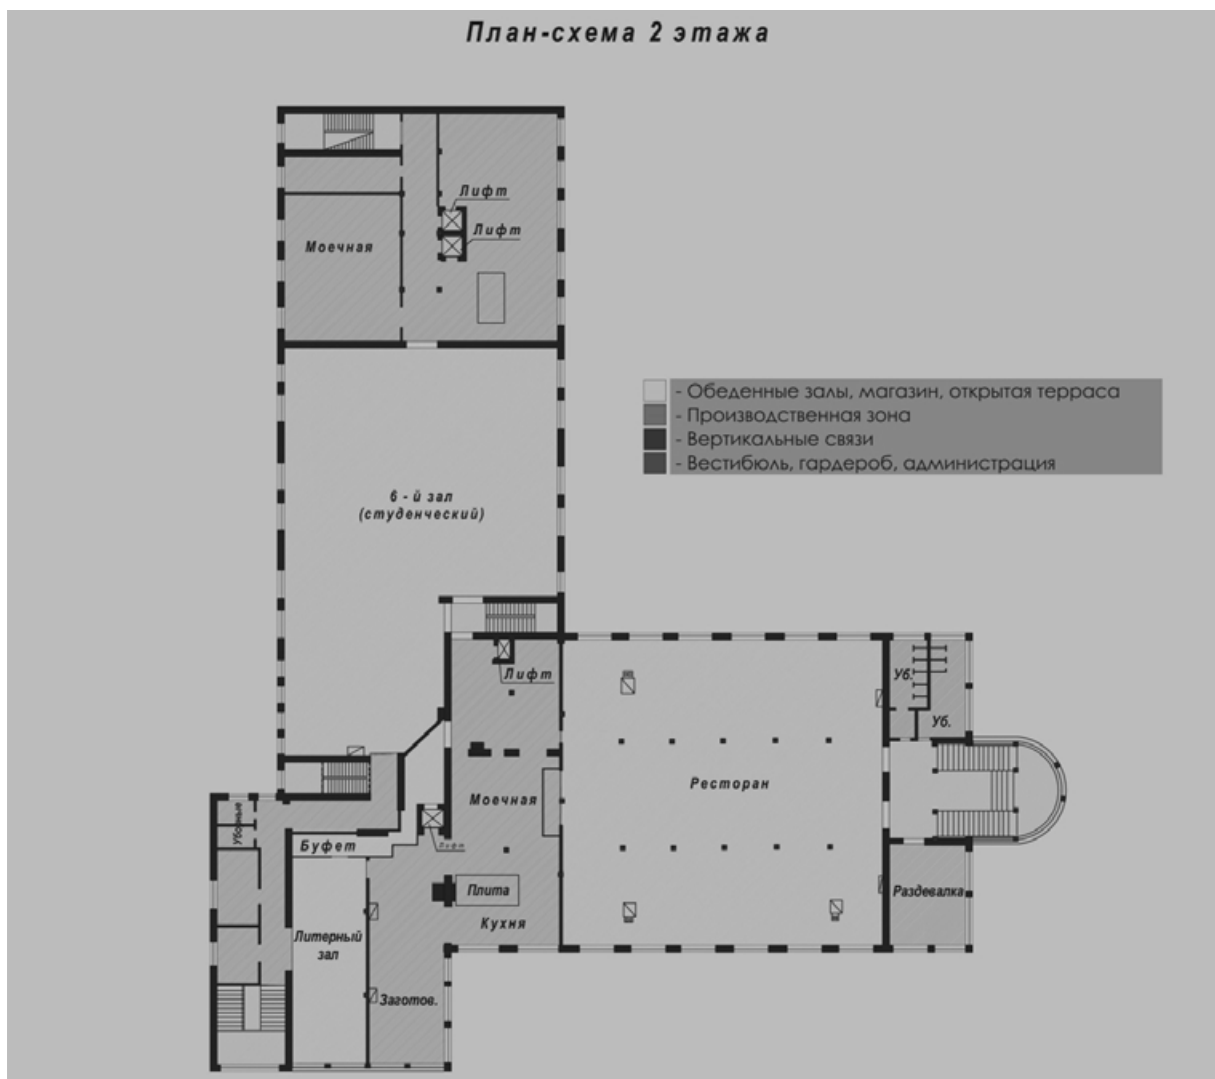 План-схема 2 этажа
Лифт
Лифт
Моечная
- Обеденные залы, магазин, открытая терраса
- Производственная зона
- Вертикальные связи
- Вестибюль, гардероб, администрация
6 - й зал
(студенческий)
Лифт
Уб.
Уб.
Ресторан
Моечная
Уборные
Буфет
Лифт
Плита
Раздевалка
Кухня
Литерный
зал
Заготов.